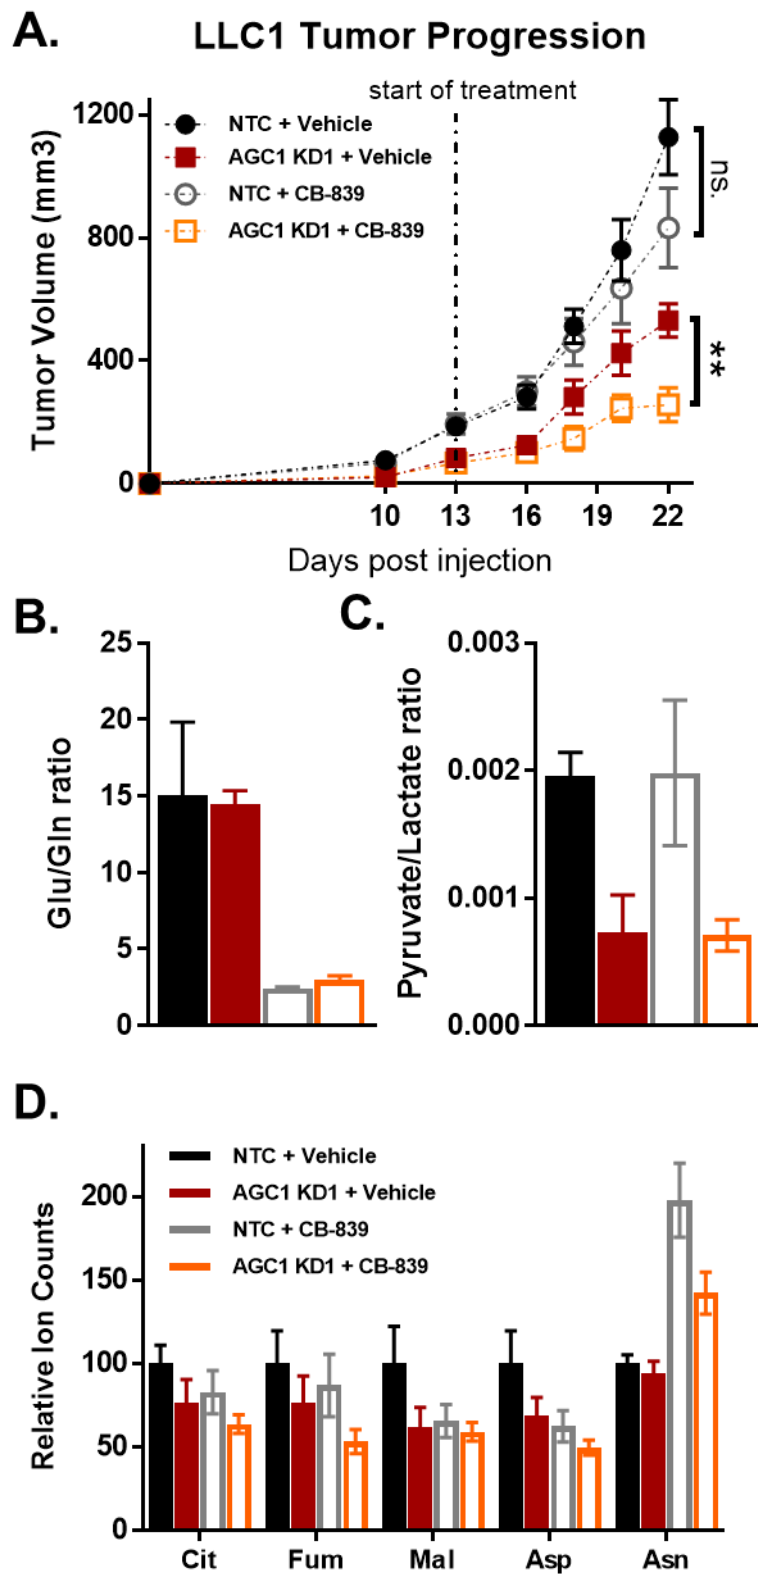 A.
LLC1 Tumor Progression
start of treatment
NTC + Vehicle
AGC1 KD1 + Vehicle
NTC + CB-839
AGC1 KD1 + CB-839
Tumor Volume (mm3)
1200
800
400
0
ns.
**
10 13 16 19 22
Days post injection
B.
Glu/Gln ratio
25
20
15
10
5
0
C.
Pyruvate/Lactate ratio
0.003
0.002
0.001
0.000
D.
NTC + Vehicle
AGC1 KD1 + Vehicle
NTC + CB-839
AGC1 KD1 + CB-839
Relative Ion Counts
200
150
100
50
0
Cit Fum Mal Asp Asn